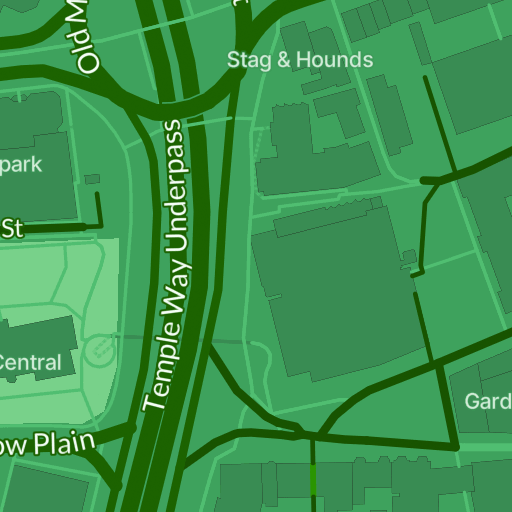 Old M
Stag & Hounds
park
Temple Way Underpass
St
Central
Gard
ow Plain